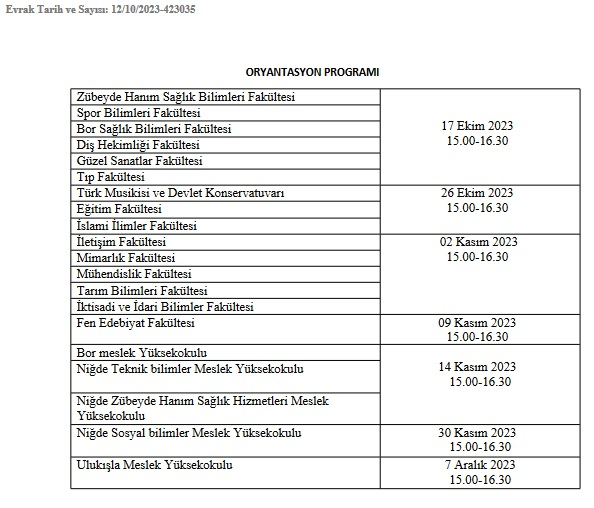 Evrak Tarih ve Sayısı: 12/10/2023-423035
ORYANTASYON PROGRAMI
Zübeyde Hanım Sağlık Bilimleri Fakültesi
Spor Bilimleri Fakültesi
Bor Sağlık Bilimleri Fakültesi
Diş Hekimliği Fakültesi
Güzel Sanatlar Fakültesi
Tıp Fakültesi
17 Ekim 2023
15.00-16.30
Türk Musikisi ve Devlet Konservatuvarı
Eğitim Fakültesi
İslami İlimler Fakültesi
26 Ekim 2023
15.00-16.30
İletişim Fakültesi
Mimarlık Fakültesi
Mühendislik Fakültesi
Tarım Bilimleri Fakültesi
İktisadi ve İdari Bilimler Fakültesi
02 Kasım 2023
15.00-16.30
Fen Edebiyat Fakültesi
09 Kasım 2023
15.00-16.30
Bor meslek Yüksekokulu
Niğde Teknik bilimler Meslek Yüksekokulu
Niğde Zübeyde Hanım Sağlık Hizmetleri Meslek
Yüksekokulu
14 Kasım 2023
15.00-16.30
Niğde Sosyal bilimler Meslek Yüksekokulu
30 Kasım 2023
15.00-16.30
Ulukışla Meslek Yüksekokulu
7 Aralık 2023
15.00-16.30